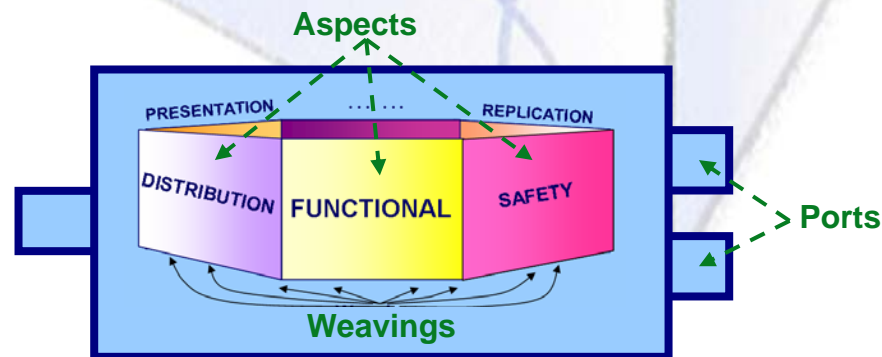 Aspects
PRESENTATION
... ...
REPLICATION
DISTRIBUTION
FUNCTIONAL
SAFETY
Ports
Weavings